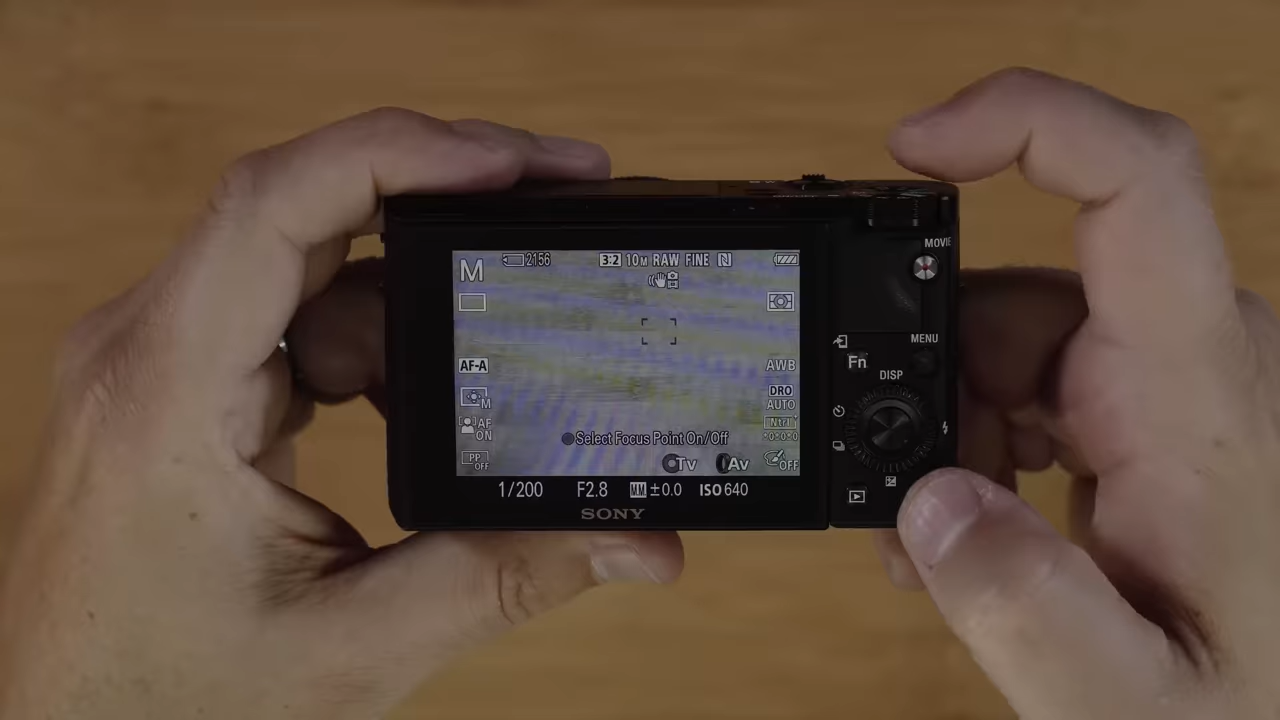 MOVIE
M 2156 3:2 10M RAW FINE N
AF-A AWB
M DRO
AUTO
AF
ON
Select Focus Point On/Off
PP
OFF Tv Av OFF
1/200 F2.8 MM ±0.0 ISO 640
SONY
MENU
Fn
DISP